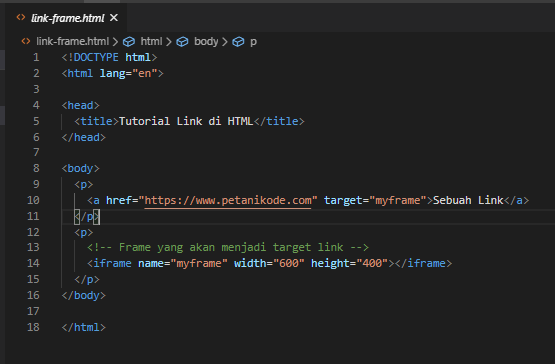 link-frame.html
link-frame.html > html > body > p
1 <!DOCTYPE html>
2 <html lang="en">
3
4 <head>
5 <title>Tutorial Link di HTML</title>
6 </head>
7
8 <body>
9 <p>
10 <a href="https://www.petanikode.com" target="myframe">Sebuah Link</a>
11 </p>
12 <p>
13 <!-- Frame yang akan menjadi target link -->
14 <iframe name="myframe" width="600" height="400"></iframe>
15 </p>
16 </body>
17
18 </html>